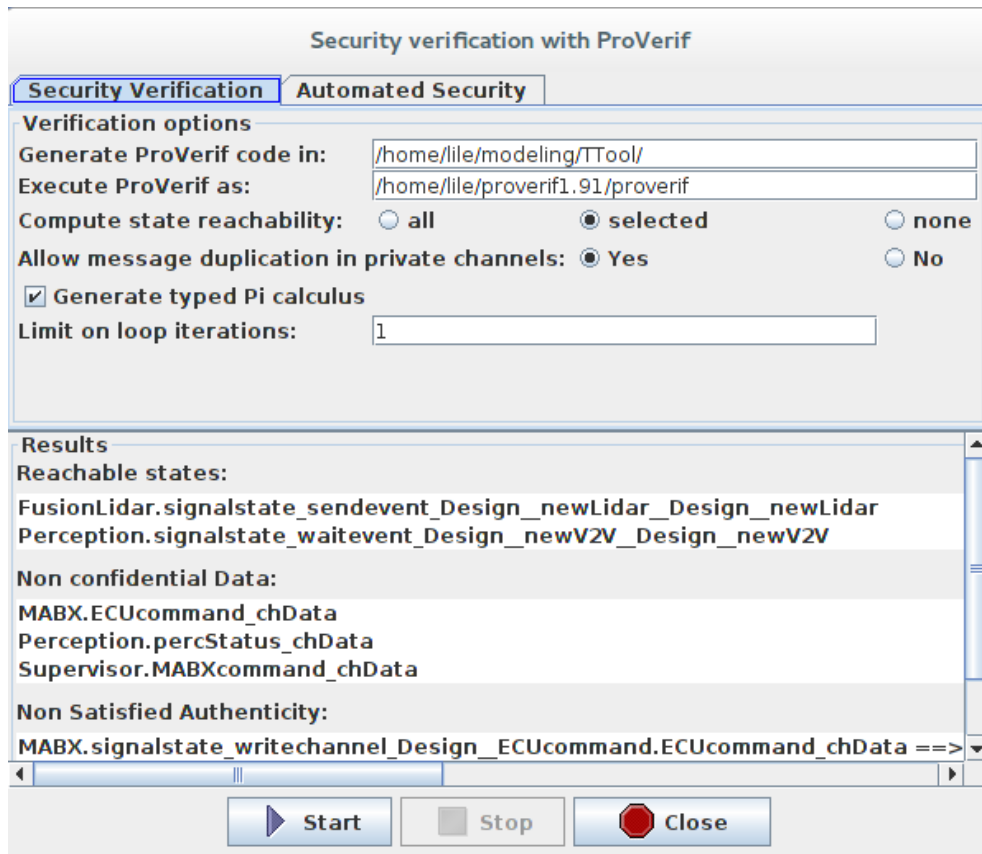 Security verification with ProVerif
Security Verification Automated Security
Verification options
Generate ProVerif code in: /home/lile/modeling/TTool/
Execute ProVerif as: /home/lile/proverif1.91/proverif
Compute state reachability: all selected none
Allow message duplication in private channels: Yes No
Generate typed Pi calculus
Limit on loop iterations: 1
Results
Reachable states:
FusionLidar.signalstate_sendevent_Design__newLidar__Design__newLidar
Perception.signalstate_waitevent_Design__newV2V__Design__newV2V
Non confidential Data:
MABX.ECUcommand_chData
Perception.percStatus_chData
Supervisor.MABXcommand_chData
Non Satisfied Authenticity:
MABX.signalstate_writechannel_Design__ECUcommand.ECUcommand_chData ==>
Start Stop Close